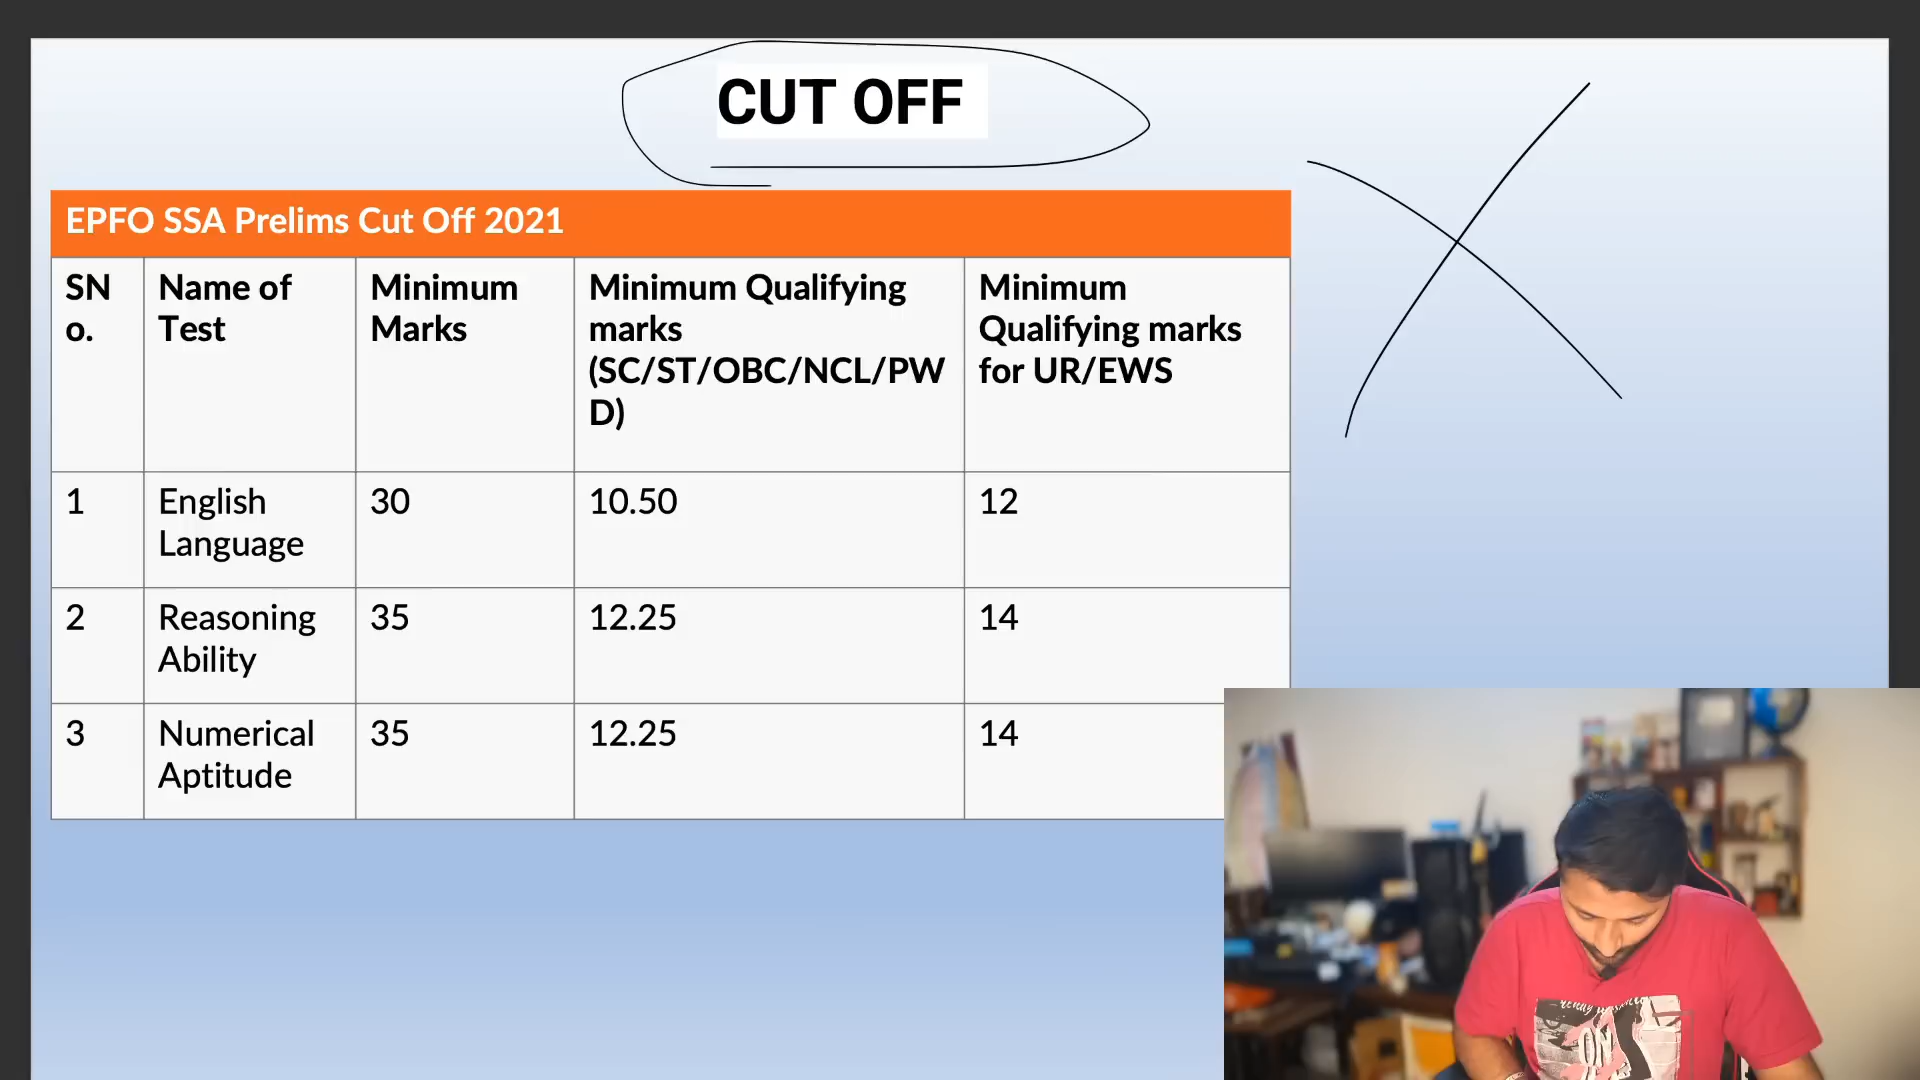 CUT OFF
EPFO SSA Prelims Cut Off 2021
SN
o.
Name of
Test
Minimum
Marks
Minimum Qualifying
marks
(SC/ST/OBC/NCL/PW
D)
Minimum
Qualifying marks
for UR/EWS
1
English
Language
30
10.50
12
2
Reasoning
Ability
35
12.25
14
3
Numerical
Aptitude
35
12.25
14
ON